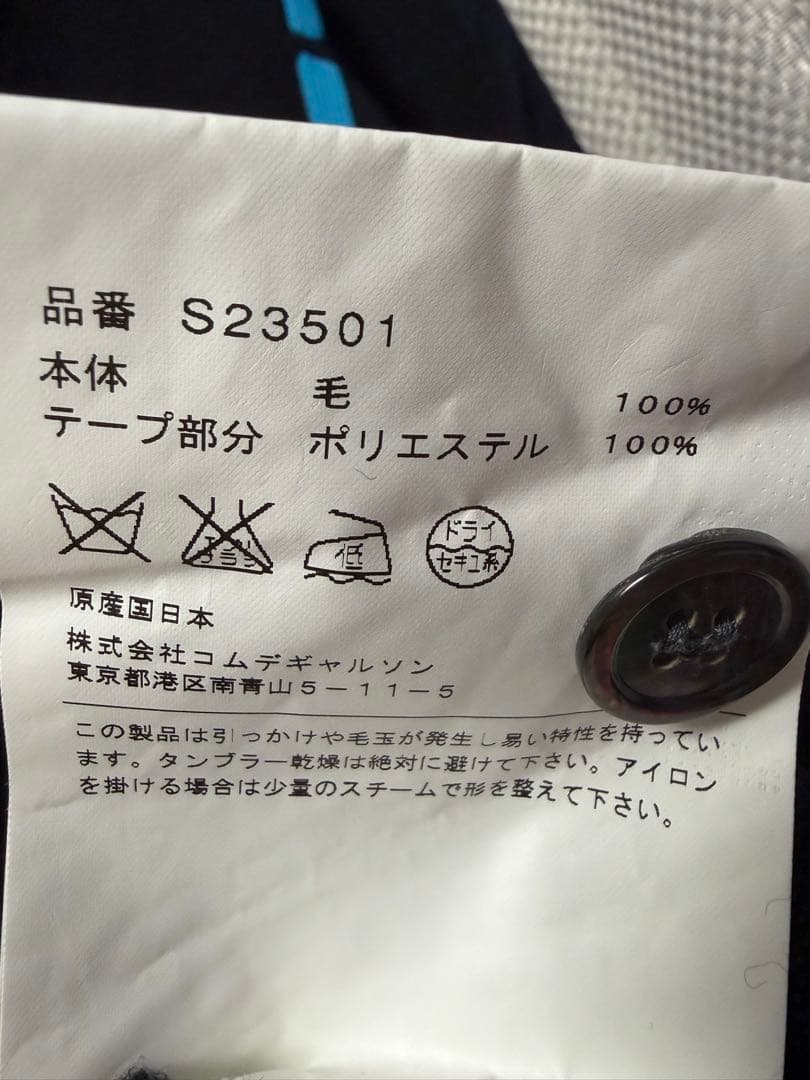 品番 S23501
本体 毛 100%
テープ部分 ポリエステル 100%
エンソ サラシ 低 ドライ セキユ系
原産国日本
株式会社コムデギャルソン
東京都港区南青山5-11-5
この製品は引っかけや毛玉が発生し易い特性を持ってい
ます。タンブラー乾燥は絶対に避けて下さい。アイロン
を掛ける場合は少量のスチームで形を整えて下さい。